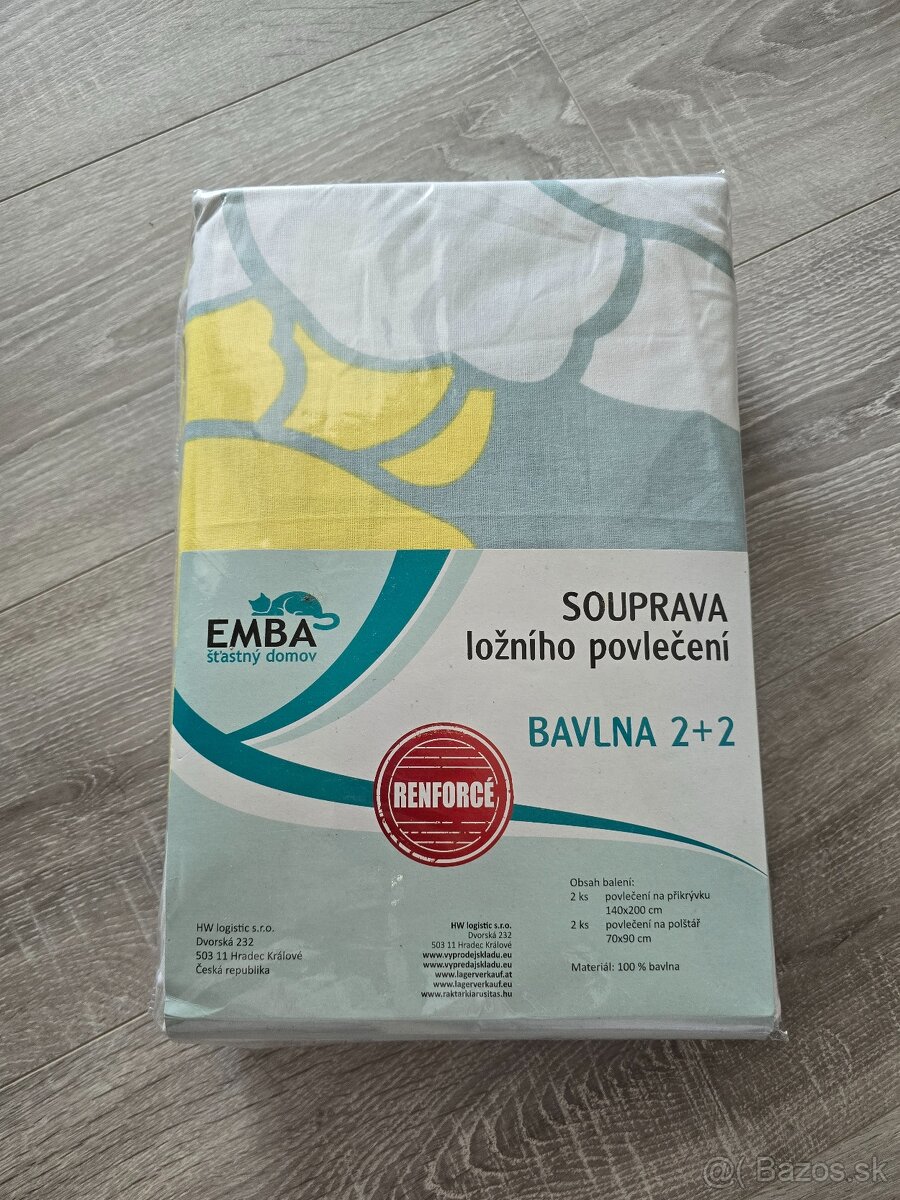 EMBA
šťastný domov
SOUPRAVA
ložního povlečení
BAVLNA 2+2
RENFORCÉ
Obsah balení:
2 ks povlečení na přikrývku
140x200 cm
2 ks povlečení na polštář
70x90 cm
Materiál: 100 % bavlna
HW logistic s.r.o.
Dvorská 232
503 11 Hradec Králové
Česká republika
HW logistic s.r.o.
Dvorská 232
503 11 Hradec Králové
www.vyprodejskladu.eu
www.vypredajskladu.eu
www.lagerverkauf.at
www.lagerverkauf.eu
www.raktarkiarusitas.hu
@( Bazos.sk